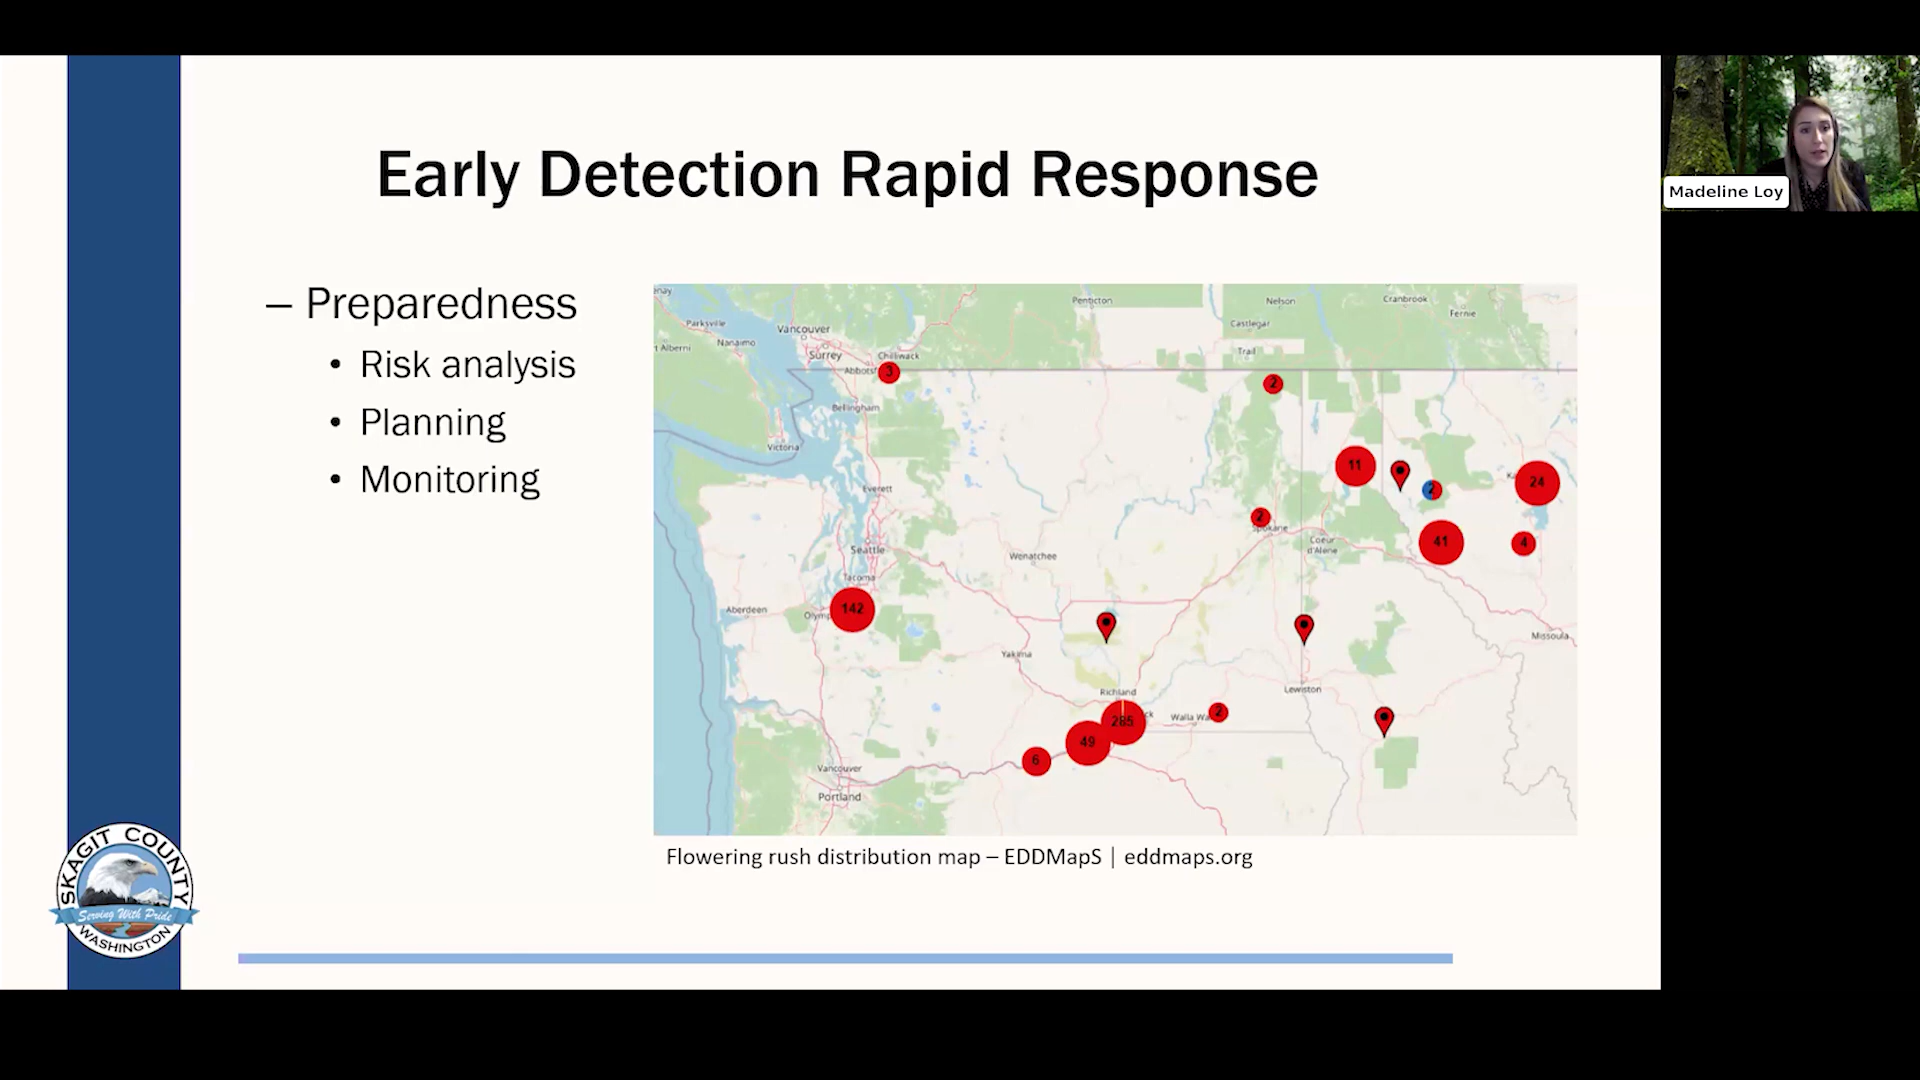 Early Detection Rapid Response
Madeline Loy
– Preparedness
• Risk analysis
• Planning
• Monitoring
Penticton
Nelson
Cranbrook
Fernie
Parksville
Nanaimo
t Alberni
Vancouver
Surrey
Chilliwack
Castlegar
Trail
3
2
Bellingham
Victoria
11
2
24
Everett
2
Spokane
41
4
Seattle
Wenatchee
Coeur
d'Alene
Tacoma
Aberdeen
142
Missoula
Yakima
Richland
Lewiston
285
Walla Wa
2
49
6
Vancouver
Portland
Flowering rush distribution map – EDDMapS | eddmaps.org
SKAGIT COUNTY
Serving With Pride
WASHINGTON